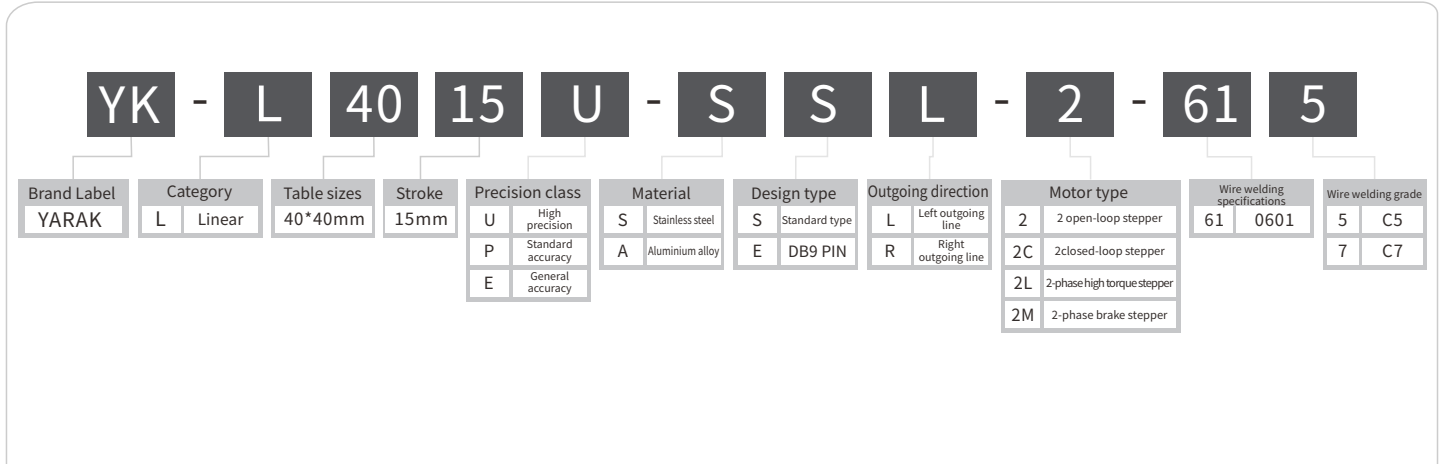 YK - L 40 15 U - S S L - 2 - 61 5
Brand Label
YARAK
Category
L Linear
Table sizes
40*40mm
Stroke
15mm
Precision class
U High
precision
P Standard
accuracy
E General
accuracy
Material
S Stainless steel
A Aluminium alloy
Design type
S Standard type
E DB9 PIN
Outgoing direction
L Left outgoing
line
R Right
outgoing line
Motor type
2 2 open-loop stepper
2C 2closed-loop stepper
2L 2-phase high torque stepper
2M 2-phase brake stepper
Wire welding
specifications
61 0601
Wire welding grade
5 C5
7 C7